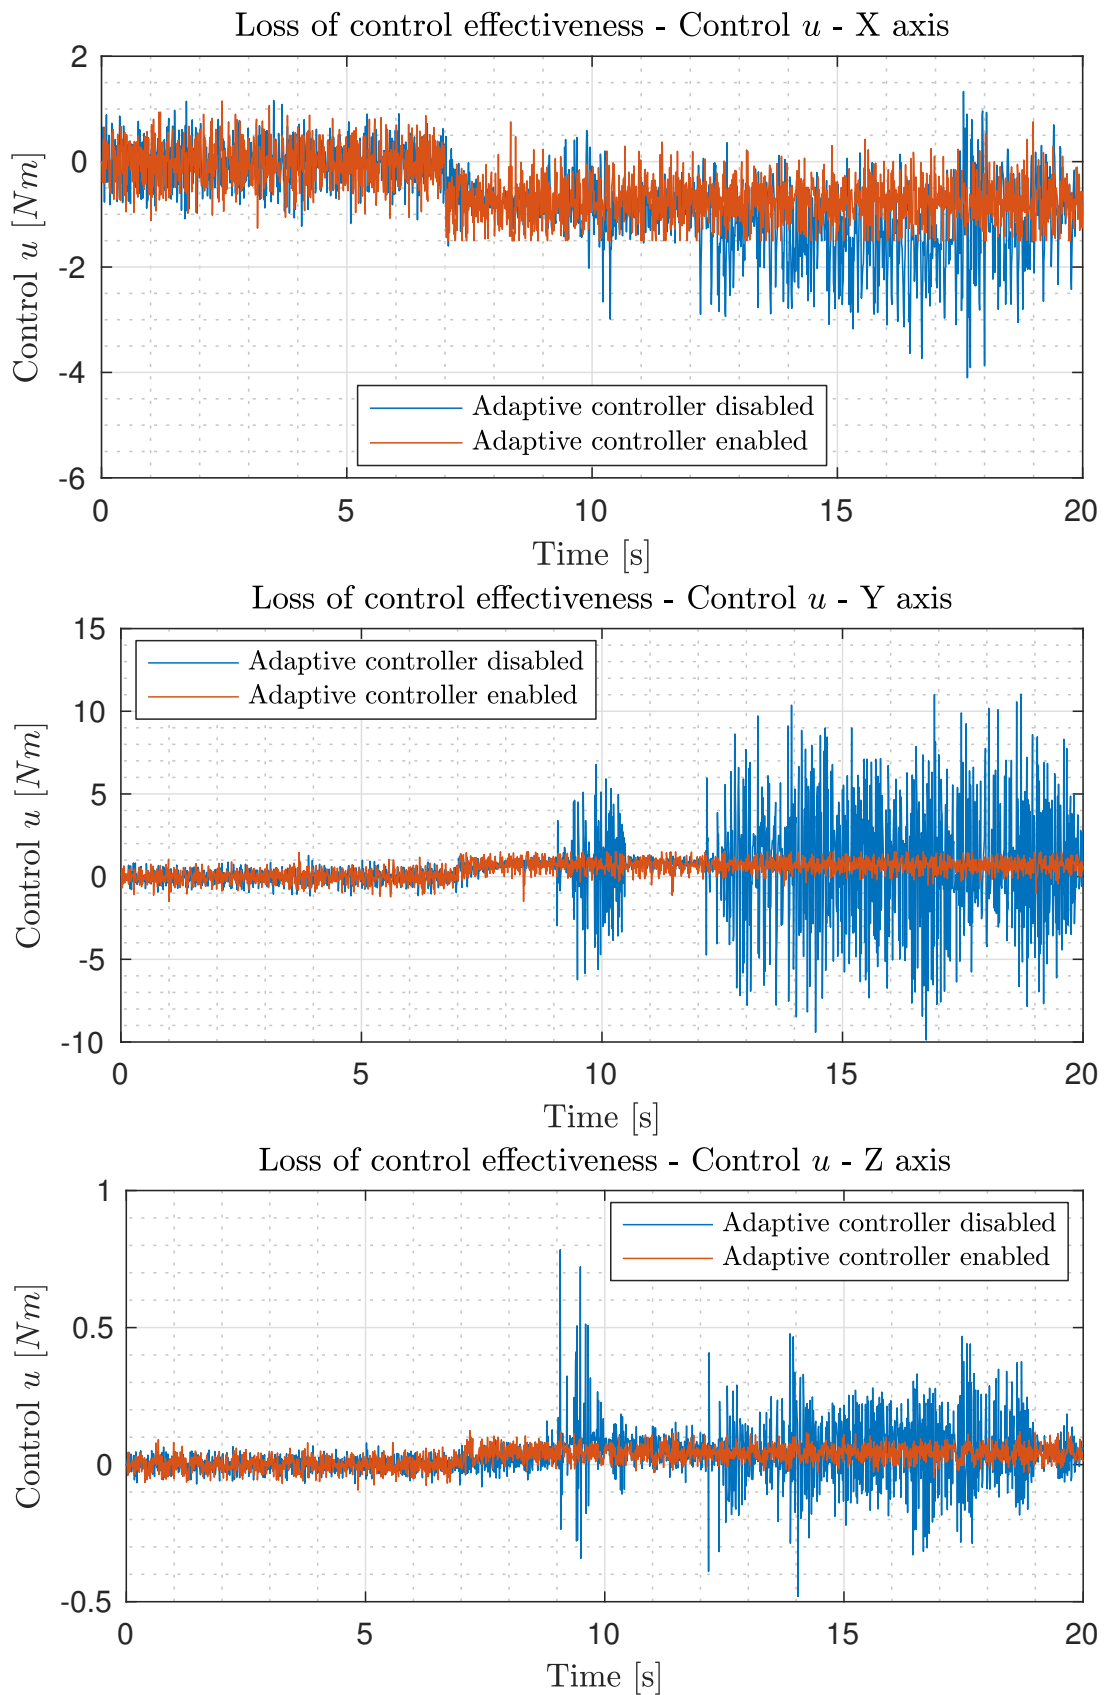 Loss of control effectiveness - Control u - X axis
2
0
-2
-4
-6
Control u [Nm]
Adaptive controller disabled
Adaptive controller enabled
0 5 10 15 20
Time [s]
Loss of control effectiveness - Control u - Y axis
15
10
5
0
-5
-10
Control u [Nm]
Adaptive controller disabled
Adaptive controller enabled
0 5 10 15 20
Time [s]
Loss of control effectiveness - Control u - Z axis
1
0.5
0
-0.5
Control u [Nm]
Adaptive controller disabled
Adaptive controller enabled
0 5 10 15 20
Time [s]